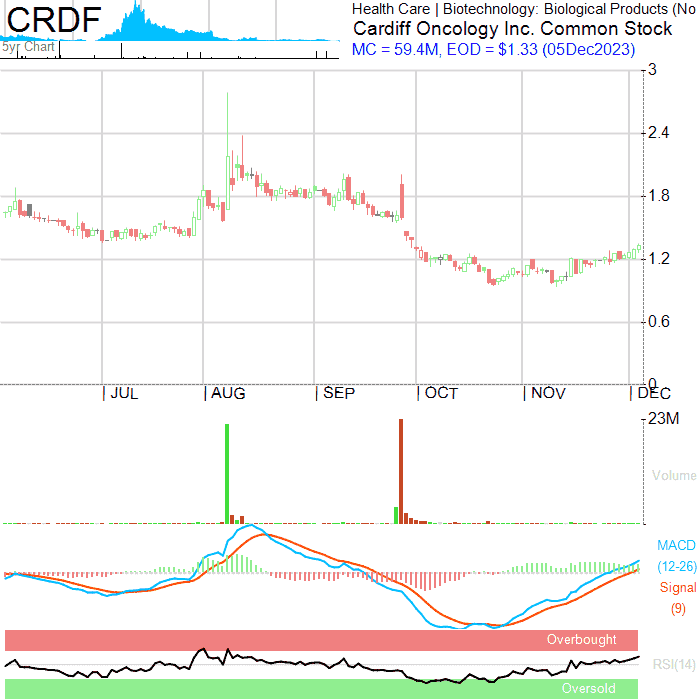 CRDF
5yr Chart
Health Care | Biotechnology: Biological Products (No
Cardiff Oncology Inc. Common Stock
MC = 59.4M, EOD = $1.33 (05Dec2023)
3
2.4
1.8
1.2
0.6
0
JUL
AUG
SEP
OCT
NOV
DEC
23M
Volume
MACD
(12-26)
Signal
(9)
Overbought
RSI(14)
Oversold